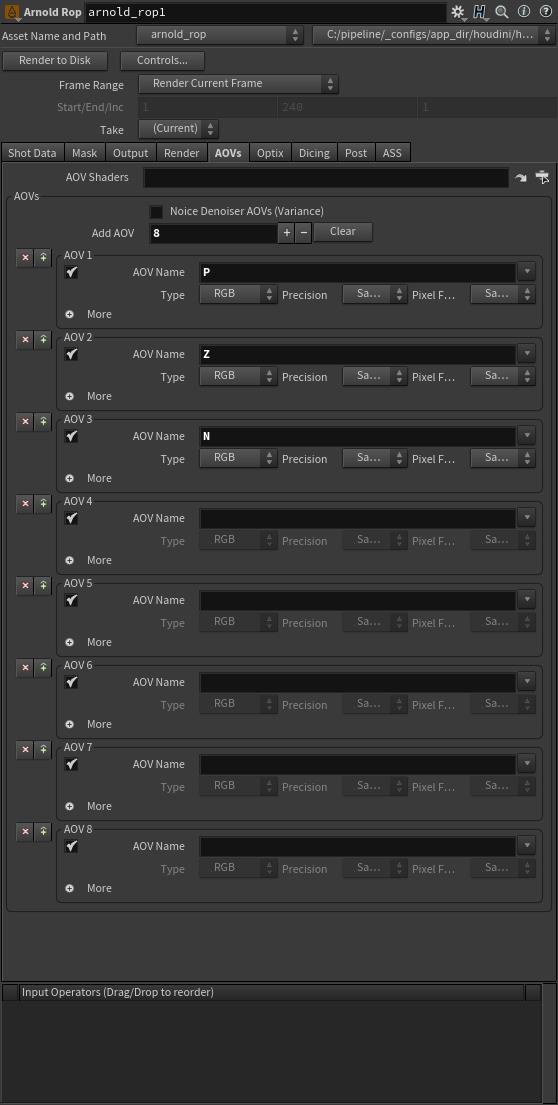 Arnold Rop arnold_rop1
Asset Name and Path arnold_rop C:/pipeline/_configs/app_dir/houdini/h...
Render to Disk Controls...
Frame Range Render Current Frame
Start/End/Inc 1 240 1
Take (Current)
Shot Data Mask Output Render AOVs Optix Dicing Post ASS
AOV Shaders
AOVs
Noice Denoiser AOVs (Variance)
Add AOV 8 + − Clear
AOV 1
AOV Name P
Type RGB Precision Sa... Pixel F...  Sa...
More
AOV 2
AOV Name Z
Type RGB Precision Sa... Pixel F... Sa...
More
AOV 3
AOV Name N
Type RGB Precision Sa... Pixel F... Sa...
More
AOV 4
AOV Name
Type RGB Precision Sa... Pixel F... Sa...
More
AOV 5
AOV Name
Type RGB Precision Sa... Pixel F... Sa...
More
AOV 6
AOV Name
Type RGB Precision Sa... Pixel F... Sa...
More
AOV 7
AOV Name
Type RGB Precision Sa... Pixel F... Sa...
More
AOV 8
AOV Name
Type RGB Precision Sa... Pixel F... Sa...
More
Input Operators (Drag/Drop to reorder)